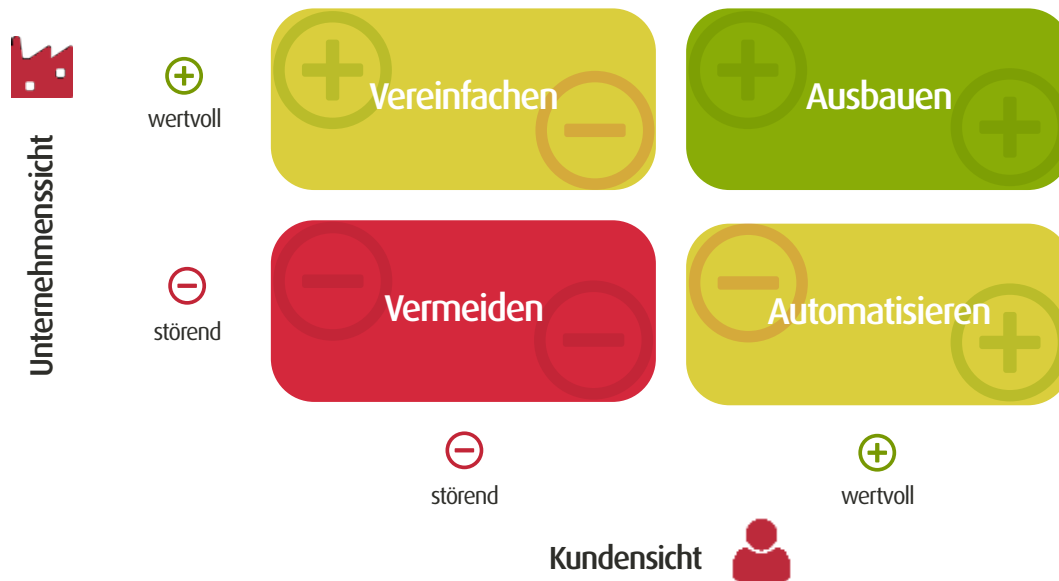 Unternehmenssicht
wertvoll
Vereinfachen
Ausbauen
störend
Vermeiden
Automatisieren
störend
wertvoll
Kundensicht